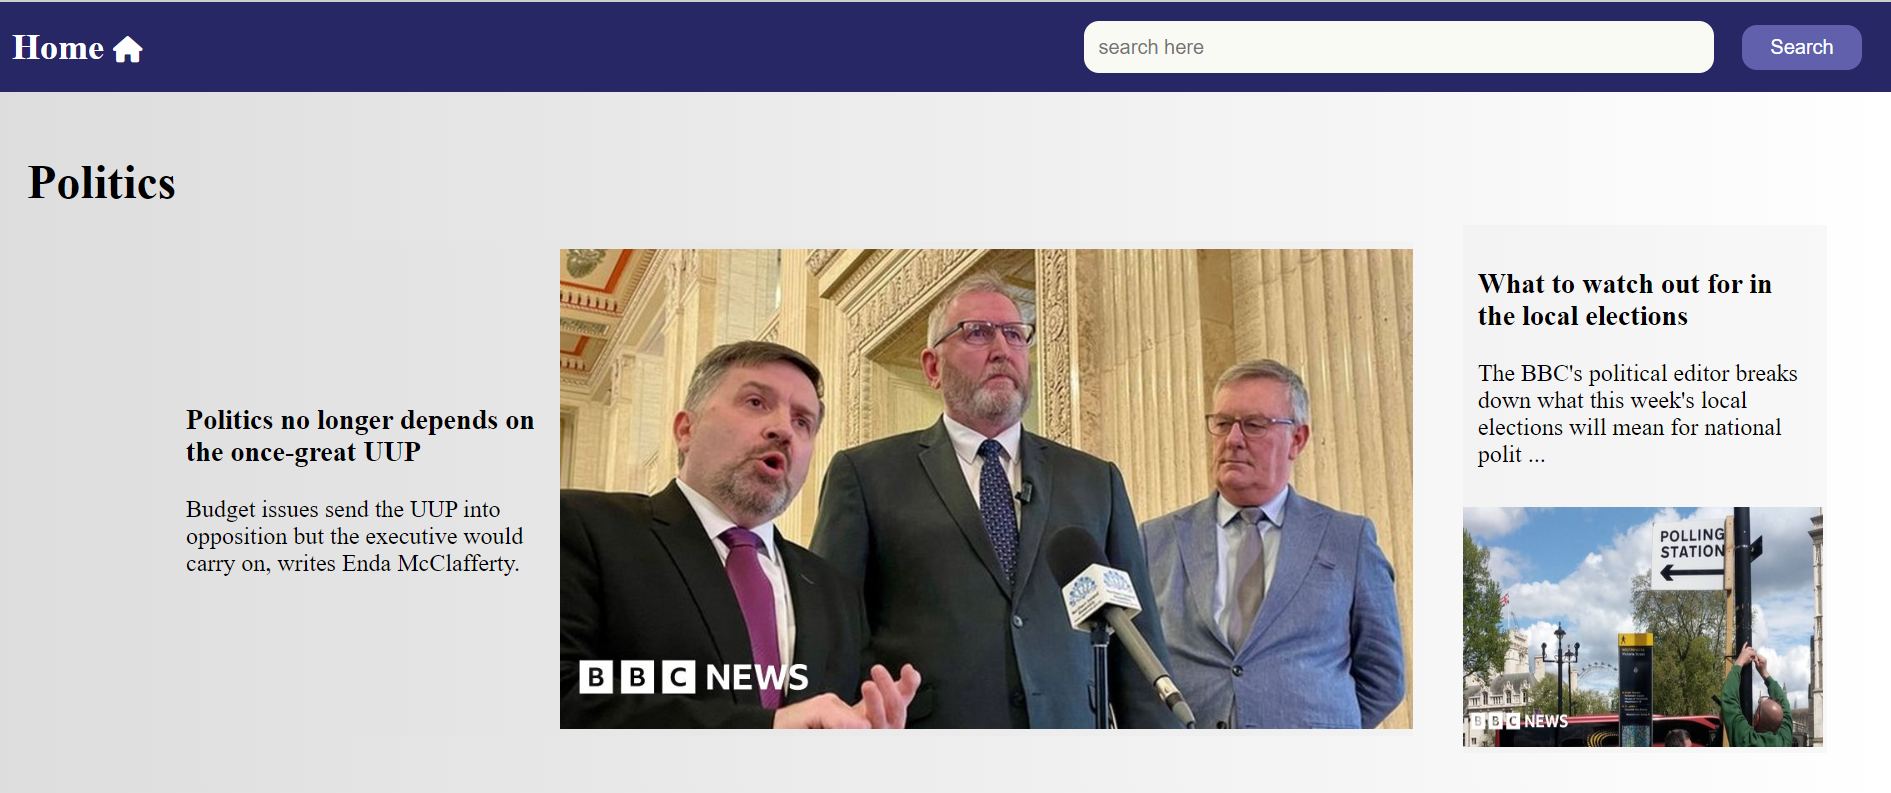 Home
search here
Search
Politics
Politics no longer depends on
the once-great UUP
Budget issues send the UUP into
opposition but the executive would
carry on, writes Enda McClafferty.
BBC NEWS
What to watch out for in
the local elections
The BBC's political editor breaks
down what this week's local
elections will mean for national
polit ...
POLLING
STATION
BBC NEWS